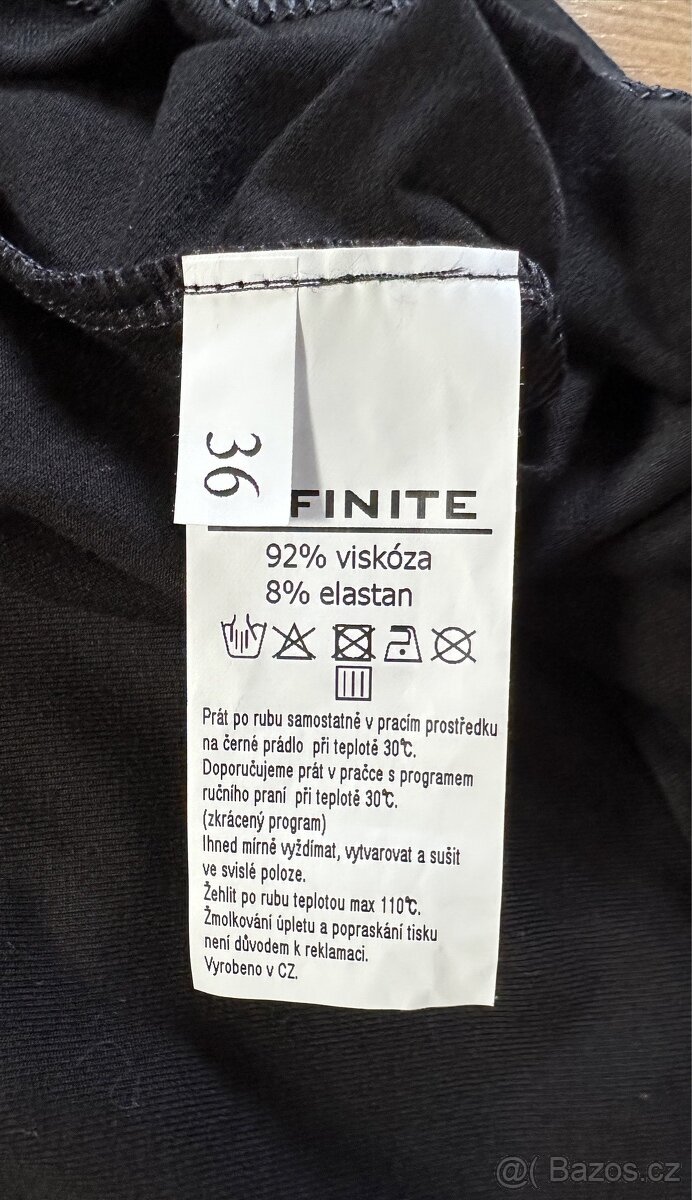 36
FINITE
92% viskóza
8% elastan
Prát po rubu samostatně v pracím prostředku
na černé prádlo při teplotě 30℃.
Doporučujeme prát v pračce s programem
ručního praní při teplotě 30℃.
(zkrácený program)
Ihned mírně vyždímat, vytvarovat a sušit
ve svislé poloze.
Žehlit po rubu teplotou max 110℃.
Žmolkování úpletu a popraskání tisku
není důvodem k reklamaci.
Vyrobeno v CZ.
@( Bazos.cz